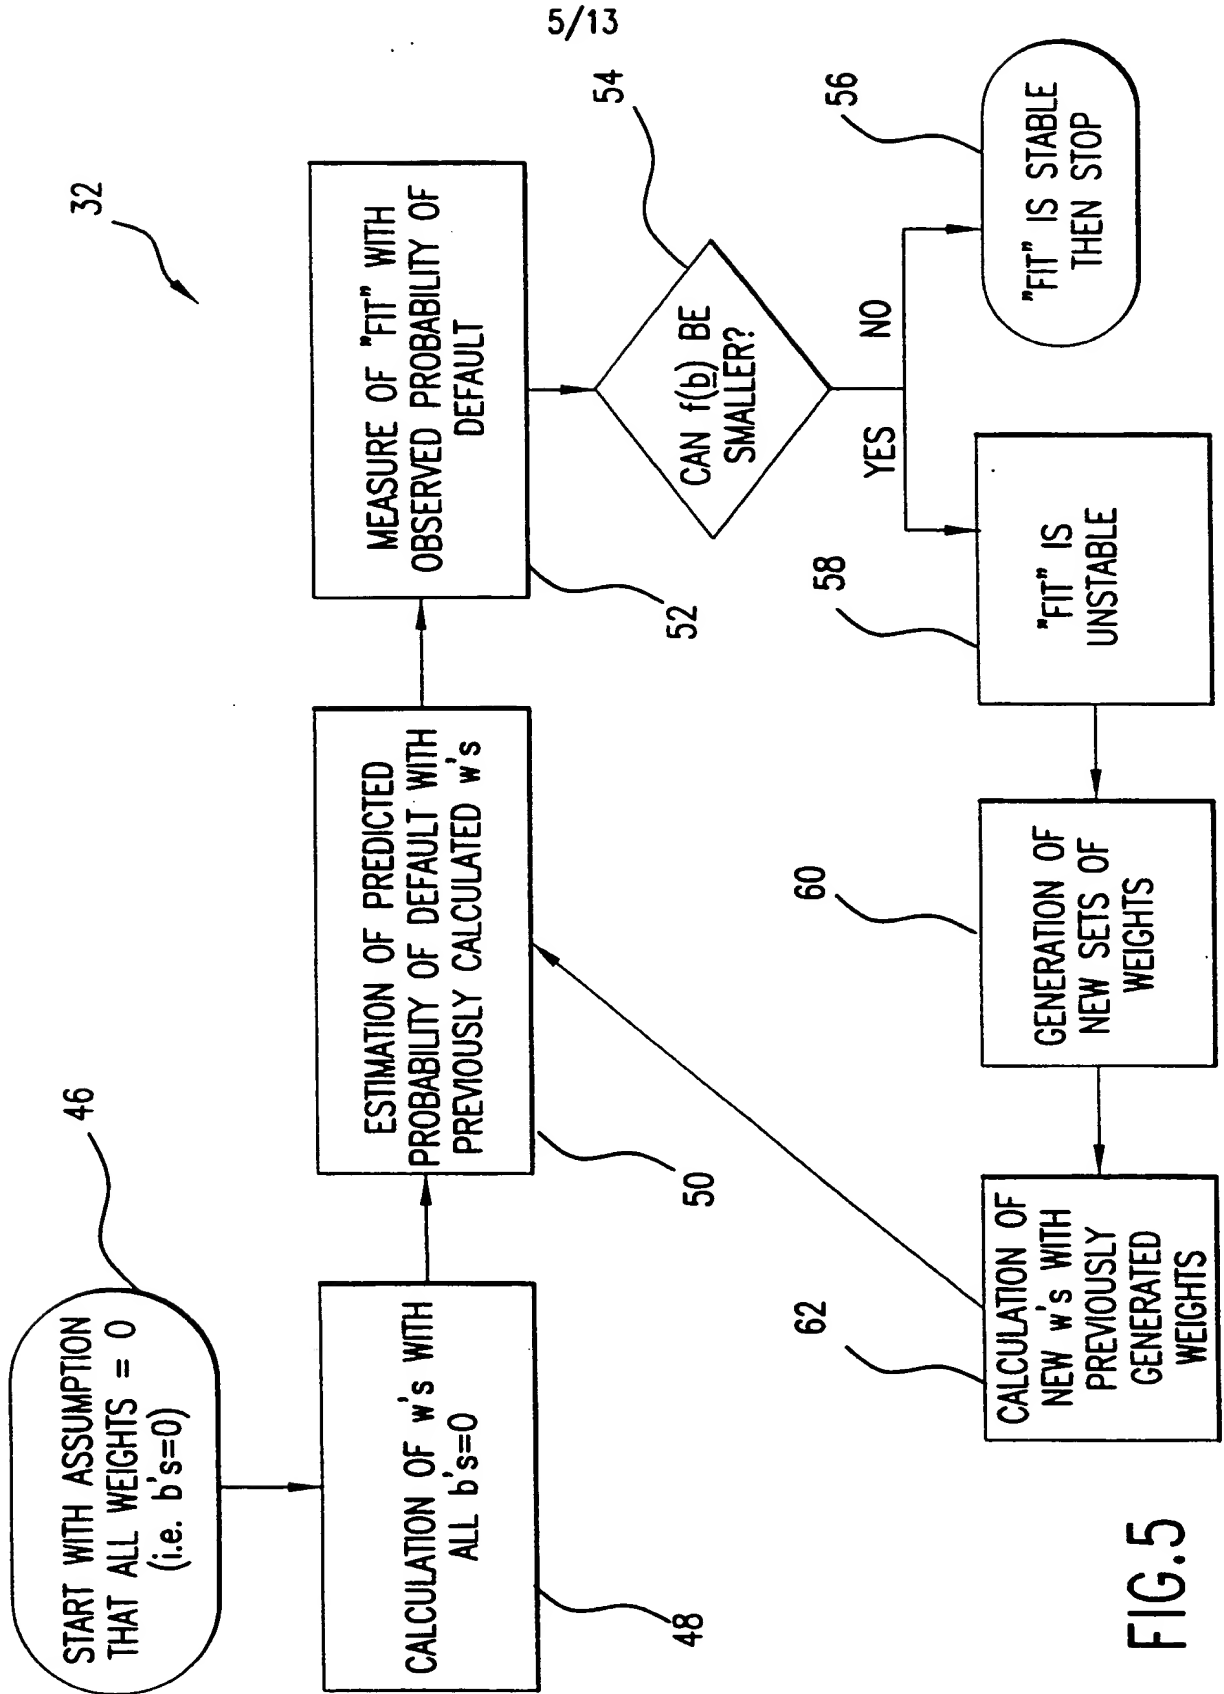 5/13
32
START WITH ASSUMPTION
THAT ALL WEIGHTS = 0
(i.e. b's=0)
46
CALCULATION OF w's WITH
ALL b's=0
48
ESTIMATION OF PREDICTED
PROBABILITY OF DEFAULT WITH
PREVIOUSLY CALCULATED w's
50
MEASURE OF "FIT" WITH
OBSERVED PROBABILITY OF
DEFAULT
52
CAN f(b) BE
SMALLER?
54
YES
NO
"FIT" IS STABLE
THEN STOP
56
"FIT" IS
UNSTABLE
58
GENERATION OF
NEW SETS OF
WEIGHTS
60
CALCULATION OF
NEW w's WITH
PREVIOUSLY
GENERATED
WEIGHTS
62
FIG.5